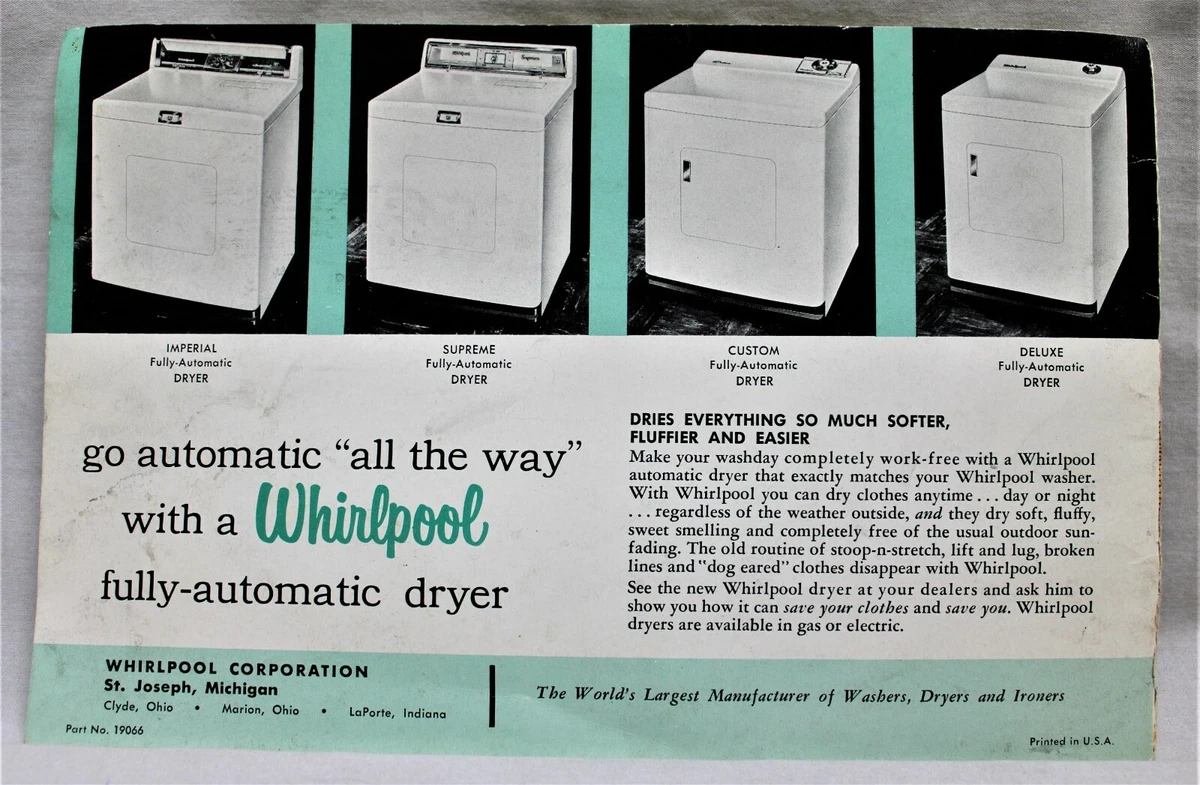 IMPERIAL
Fully-Automatic
DRYER
SUPREME
Fully-Automatic
DRYER
CUSTOM
Fully-Automatic
DRYER
DELUXE
Fully-Automatic
DRYER
go automatic “all the way”
with a Whirlpool
fully-automatic dryer
DRIES EVERYTHING SO MUCH SOFTER,
FLUFFIER AND EASIER
Make your washday completely work-free with a Whirlpool
automatic dryer that exactly matches your Whirlpool washer.
With Whirlpool you can dry clothes anytime . . . day or night
. . . regardless of the weather outside, and they dry soft, fluffy,
sweet smelling and completely free of the usual outdoor sun-
fading. The old routine of stoop-n-stretch, lift and lug, broken
lines and "dog eared" clothes disappear with Whirlpool.
See the new Whirlpool dryer at your dealers and ask him to
show you how it can save your clothes and save you. Whirlpool
dryers are available in gas or electric.
WHIRLPOOL CORPORATION
St. Joseph, Michigan
Clyde, Ohio • Marion, Ohio • LaPorte, Indiana
Part No. 19066
The World's Largest Manufacturer of Washers, Dryers and Ironers
Printed in U.S.A.